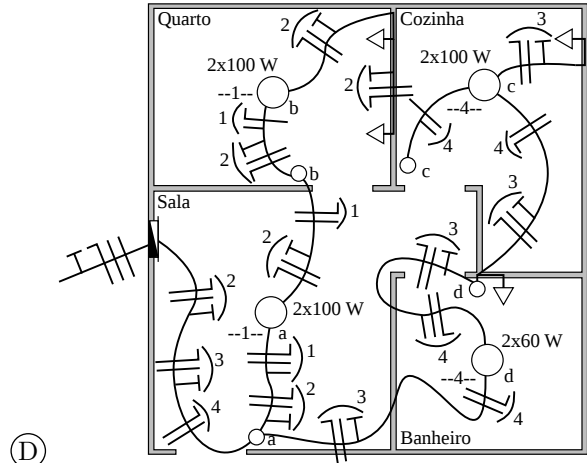 Quarto
2
Cozinha
3
2x100 W
2x100 W
--1--
b
2
c
1
--4--
4
4
2
b
c
Sala
1
3
2
3
2
d
2x100 W
--1--
a
4
2x60 W
1
3
--4--
d
2
4
3
4
a
Banheiro
D